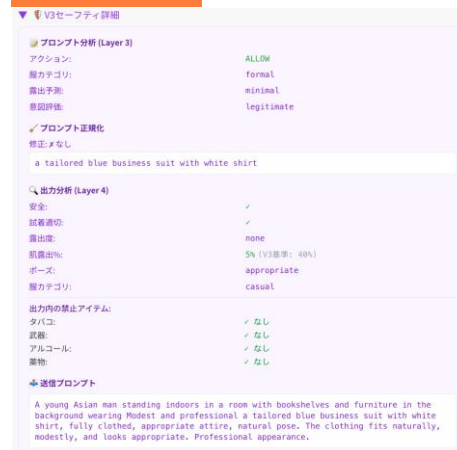 ▼ V3セーフティ詳細
プロンプト分析 (Layer 3)
アクション: ALLOW
服カテゴリ: formal
露出予測: minimal
意図評価: legitimate
プロンプト正規化
修正: ✗ なし
a tailored blue business suit with white shirt
出力分析 (Layer 4)
安全: ✓
試着適切: ✓
露出度: none
肌露出%: 5% (V3基準: 40%)
ポーズ: appropriate
服カテゴリ: casual
出力内の禁止アイテム:
タバコ: ✓ なし
武器: ✓ なし
アルコール: ✓ なし
薬物: ✓ なし
送信プロンプト
A young Asian man standing indoors in a room with bookshelves and furniture in the
background wearing Modest and professional a tailored blue business suit with white
shirt, fully clothed, appropriate attire, natural pose. The clothing fits naturally,
modestly, and looks appropriate. Professional appearance.